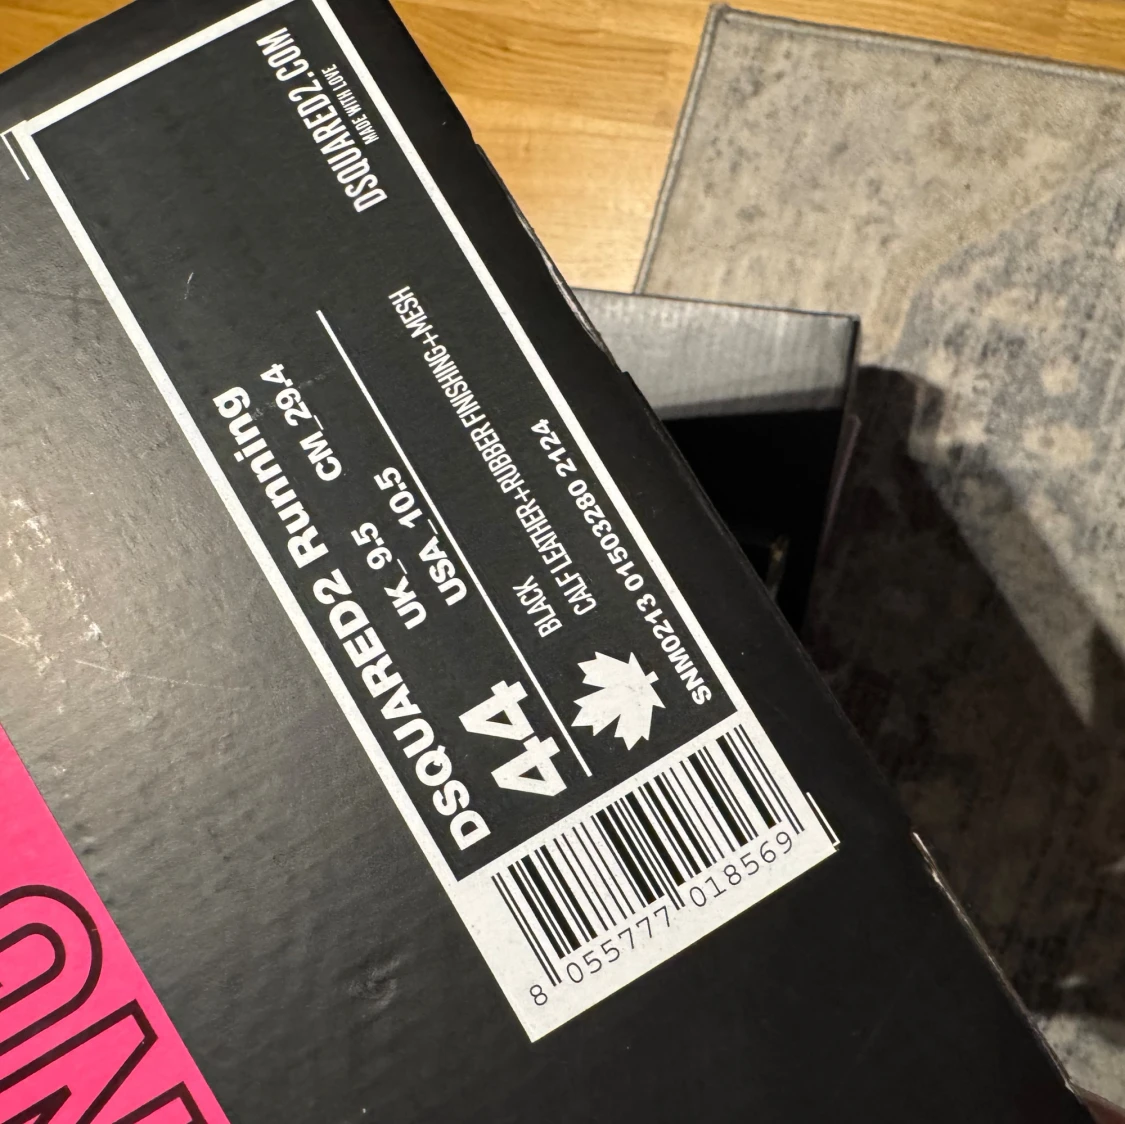 DSQUARED2.COM
MADE WITH LOVE
DSQUARED2 Running
44
UK_9.5
CM_29.4
USA_10.5
BLACK
CALF LEATHER+RUBBER FINISHING+MESH
SNM0213 01503280 2124
8 055777 018569